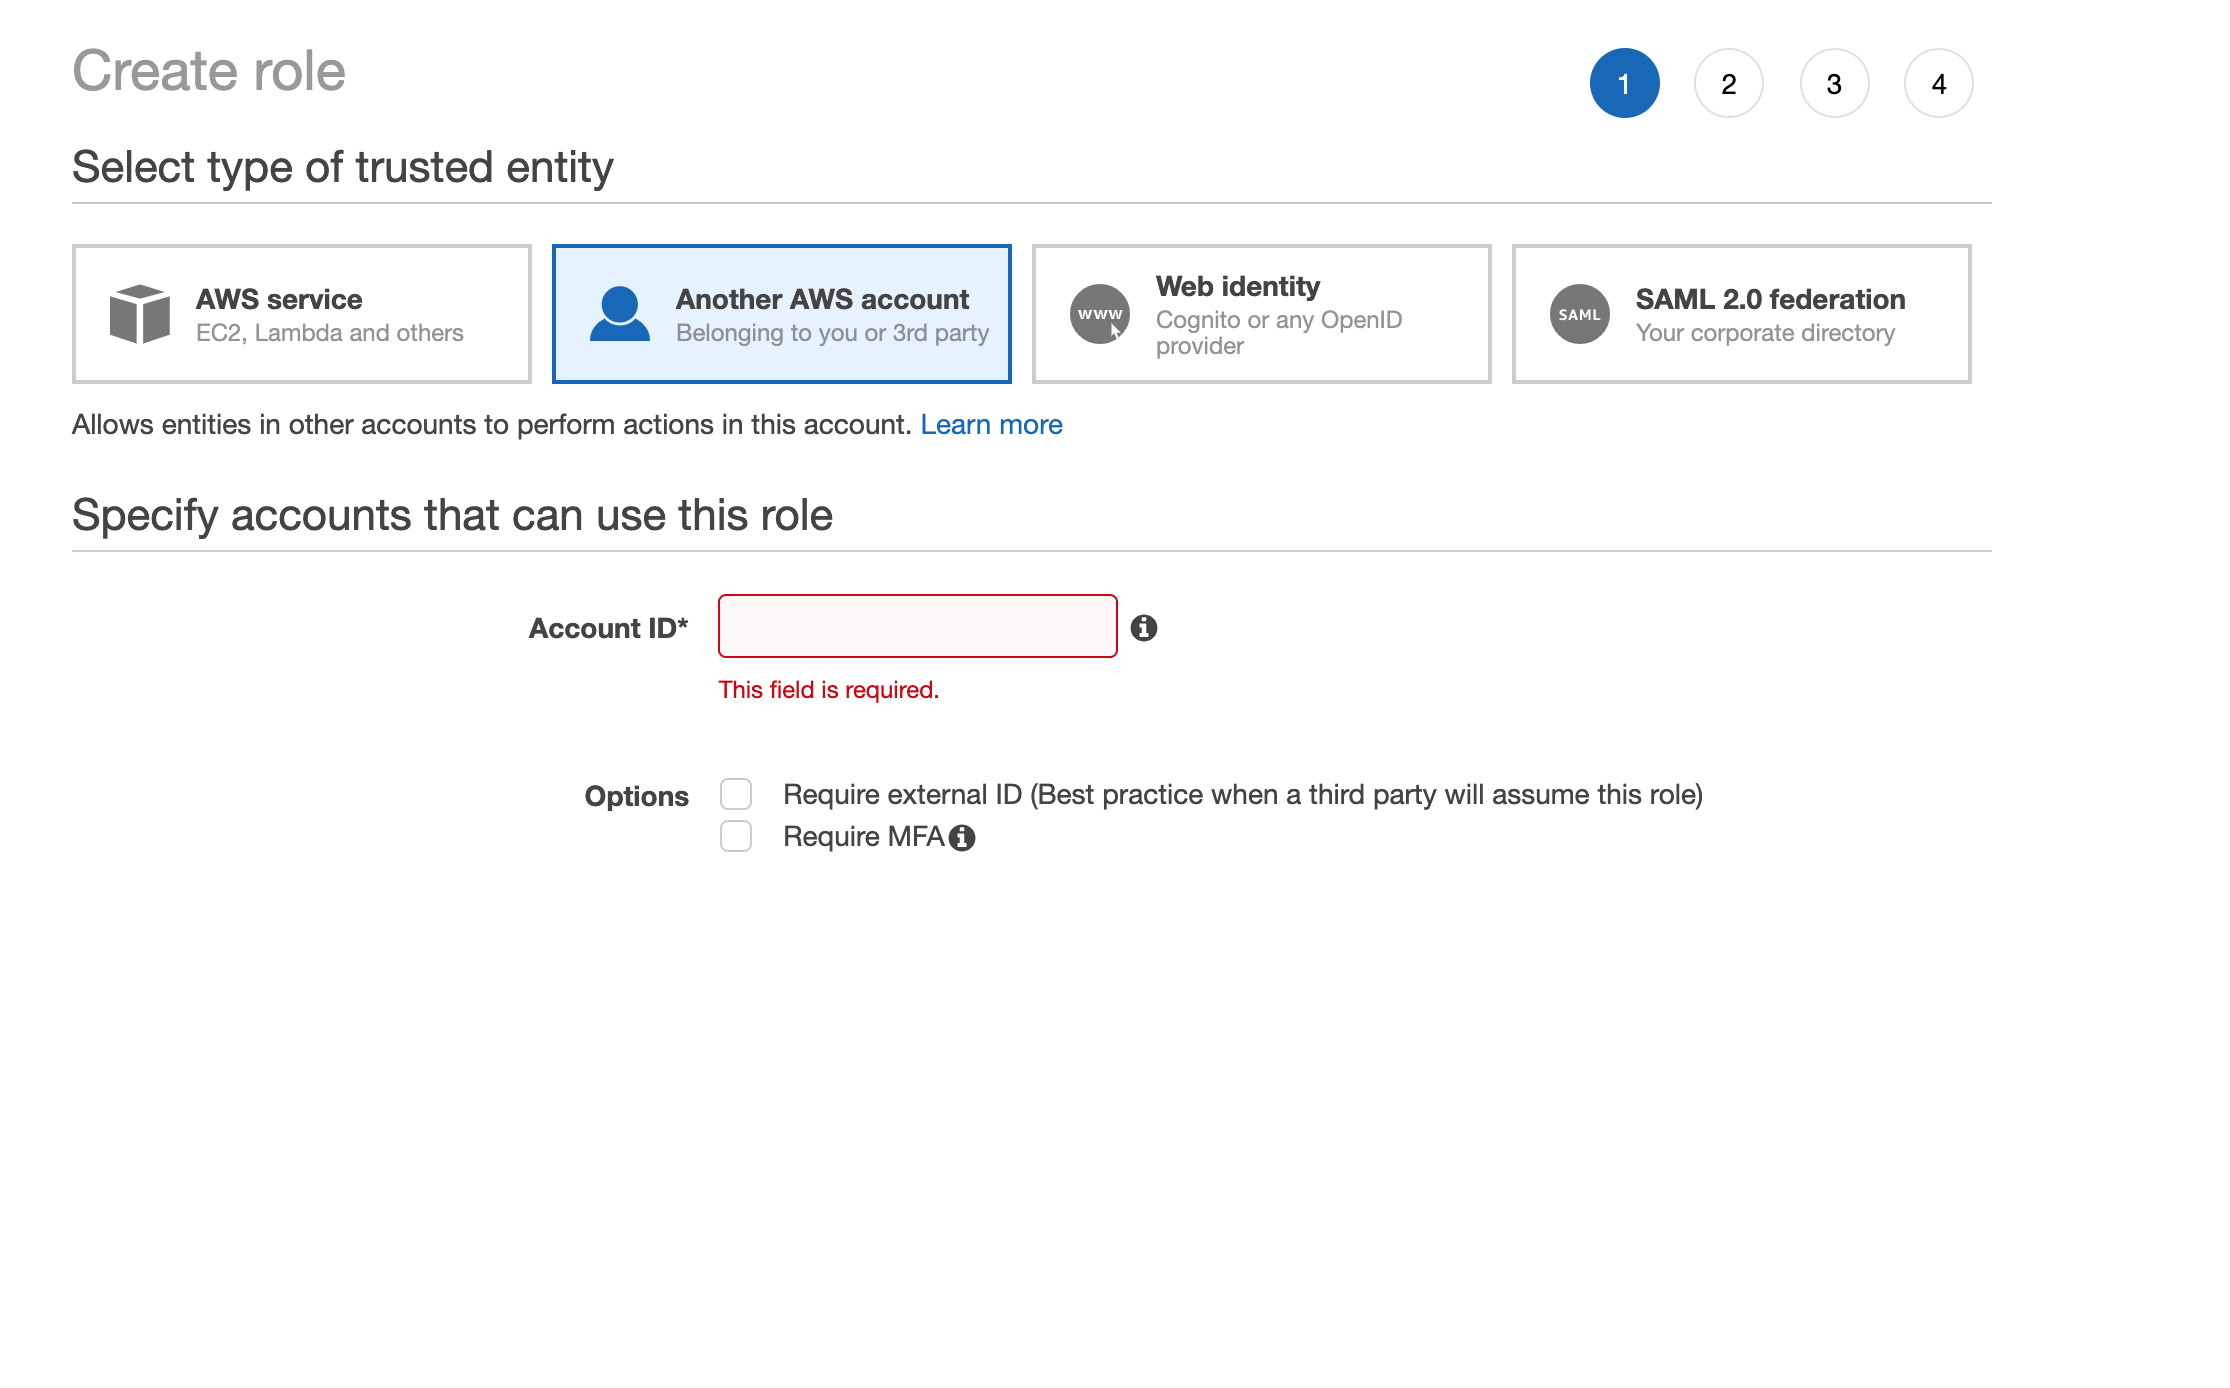 Create role
1 2 3 4
Select type of trusted entity
AWS service
EC2, Lambda and others
Another AWS account
Belonging to you or 3rd party
www
Web identity
Cognito or any OpenID
provider
SAML
SAML 2.0 federation
Your corporate directory
Allows entities in other accounts to perform actions in this account. Learn more
Specify accounts that can use this role
Account ID*
This field is required.
Options
Require external ID (Best practice when a third party will assume this role)
Require MFA